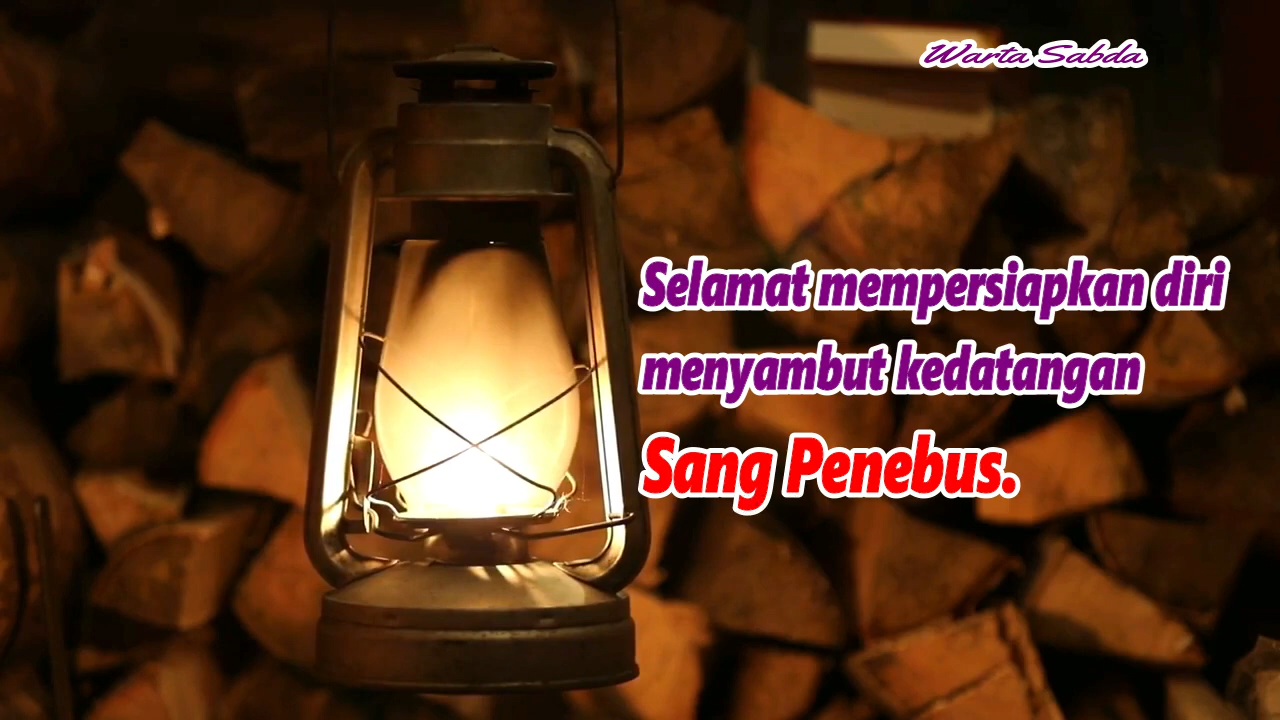 Warta Sabda
Selamat mempersiapkan diri
menyambut kedatangan
Sang Penebus.